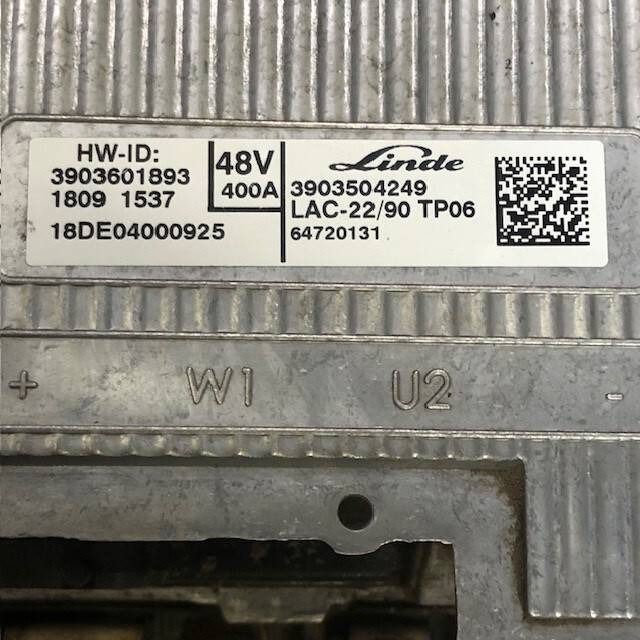 HW-ID:
3903601893
1809 1537
18DE04000925
48V
400A
Linde
3903504249
LAC-22/90 TP06
64720131
+ W1 U2 -